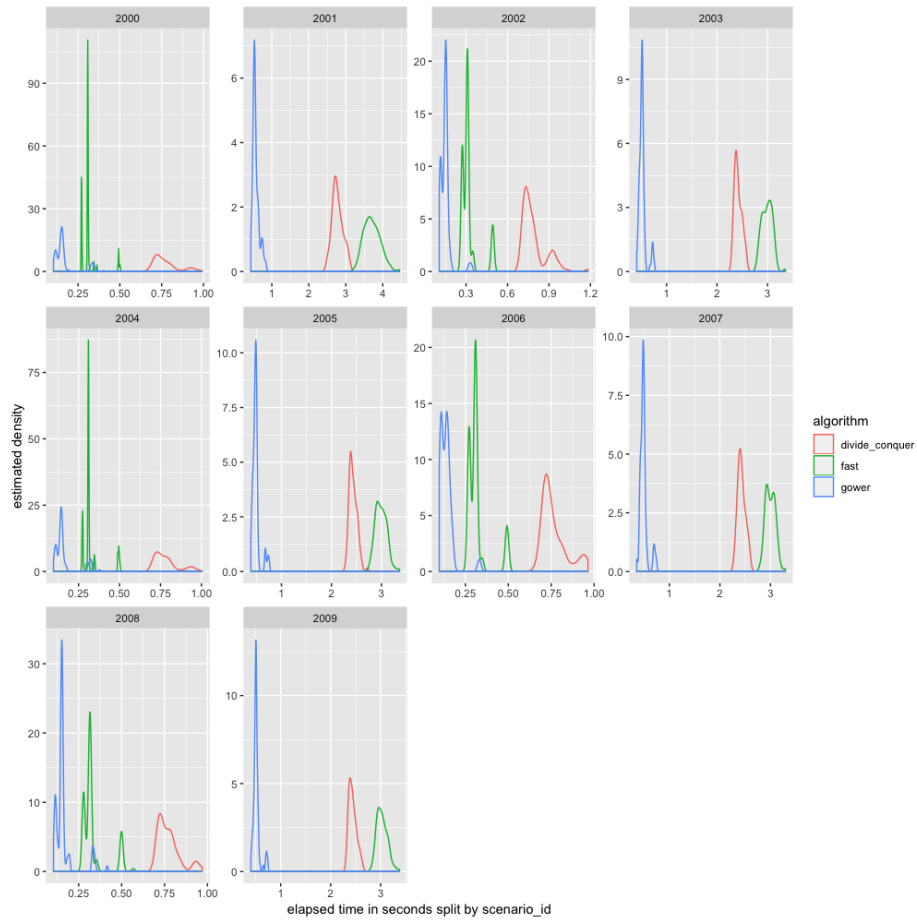 2000 2001 2002 2003
90 60 30 0
6 4 2 0
20 15 10 5 0
9 6 3 0
0.25 0.50 0.75 1.00
1 2 3 4
0.3 0.6 0.9 1.2
1 2 3
2004 2005 2006 2007
75 50 25 0
10.0 7.5 5.0 2.5 0.0
20 15 10 5 0
10.0 7.5 5.0 2.5 0.0
0.25 0.50 0.75 1.00
1 2 3
0.25 0.50 0.75 1.00
1 2 3
2008 2009
30 20 10 0
10 5 0
0.25 0.50 0.75 1.00
1 2 3
estimated density
elapsed time in seconds split by scenario_id
algorithm
divide_conquer
fast
gower